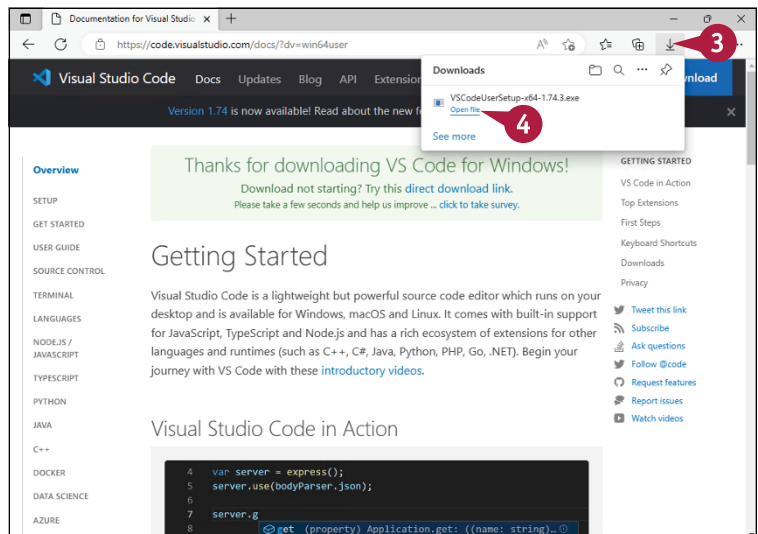 Documentation for Visual Studio
https://code.visualstudio.com/docs/?dv=win64user
3
Visual Studio Code
Docs
Updates
Blog
API
Extension
nload
Downloads
VSCodeUserSetup-x64-1.74.3.exe
Open file
4
See more
Version 1.74 is now available! Read about the new f
Thanks for downloading VS Code for Windows!
Download not starting? Try this direct download link.
Please take a few seconds and help us improve ... click to take survey.
Overview
SETUP
GET STARTED
USER GUIDE
SOURCE CONTROL
TERMINAL
LANGUAGES
NODE.JS /
JAVASCRIPT
TYPESCRIPT
PYTHON
JAVA
C++
DOCKER
DATA SCIENCE
AZURE
Getting Started
Visual Studio Code is a lightweight but powerful source code editor which runs on your
desktop and is available for Windows, macOS and Linux. It comes with built-in support
for JavaScript, TypeScript and Node.js and has a rich ecosystem of extensions for other
languages and runtimes (such as C++, C#, Java, Python, PHP, Go, .NET). Begin your
journey with VS Code with these introductory videos.
Visual Studio Code in Action
4 var server = express();
5 server.use(bodyParser.json);
6
7 server.g
8 get (property) Application.get: ((name: string)…
GETTING STARTED
VS Code in Action
Top Extensions
First Steps
Keyboard Shortcuts
Downloads
Privacy
Tweet this link
Subscribe
Ask questions
Follow @code
Request features
Report issues
Watch videos